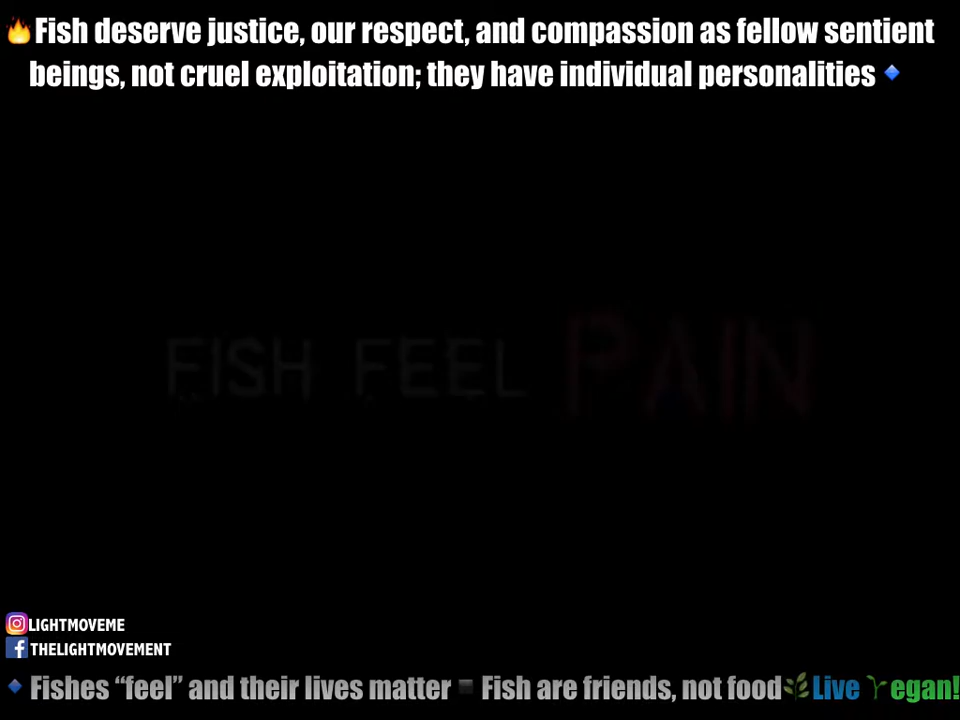 🔥Fish deserve justice, our respect, and compassion as fellow sentient
beings, not cruel exploitation; they have individual personalities🔹
FISH FEEL PAIN
LIGHTMOVEME
THELIGHTMOVEMENT
🔹Fishes “feel” and their lives matter▪Fish are friends, not food🌿Live 🌱egan!